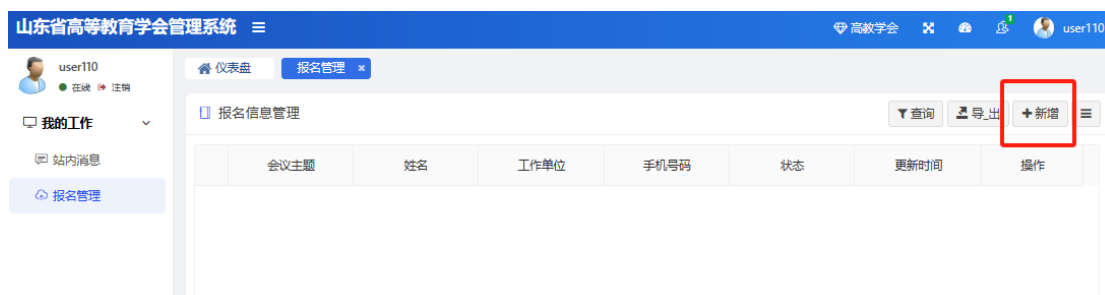 山东省高等教育学会管理系统 高教学会 1 user110
user110 仪表盘 报名管理
在线 注销
报名信息管理 查询 导_出 新增
我的工作
会议主题 姓名 工作单位 手机号码 状态 更新时间 操作
站内消息
报名管理